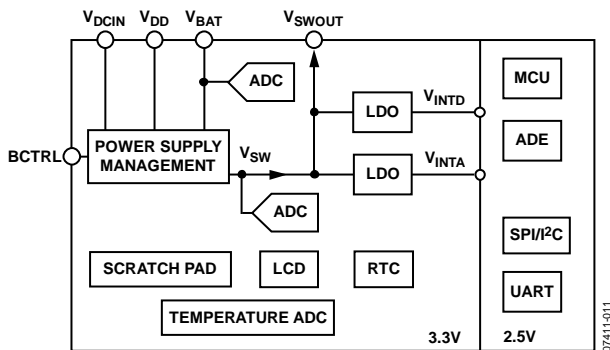 VDCIN VDD VBAT VSWOUT
ADC
MCU
LDO VINTD
ADE
BCTRL POWER SUPPLY
MANAGEMENT
VSW
LDO VINTA
ADC
SPI/I2C
SCRATCH PAD LCD RTC
UART
TEMPERATURE ADC
3.3V 2.5V
07411-011